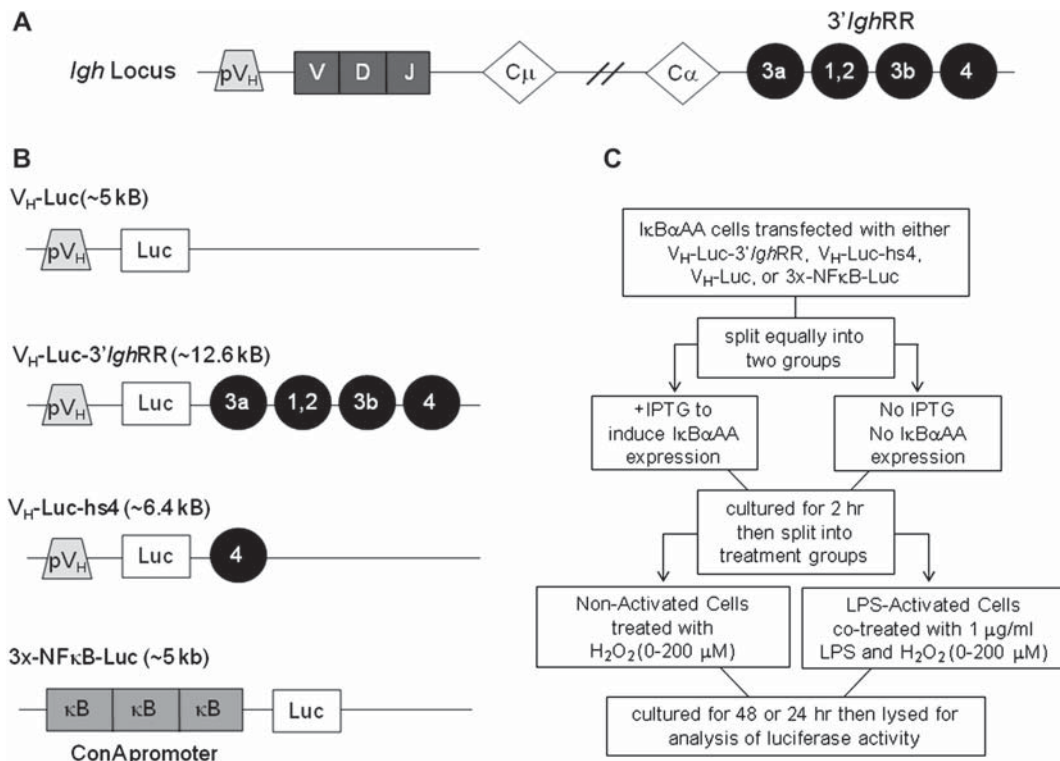 A
3'IghRR
Igh Locus
pVH
V D J
Cμ
Cα
3a 1,2 3b 4
B
VH-Luc(~5 kB)
pVH Luc
VH-Luc-3'IghRR (~12.6 kB)
pVH Luc 3a 1,2 3b 4
VH-Luc-hs4 (~6.4 kB)
pVH Luc 4
3x-NFκB-Luc (~5 kb)
κB κB κB Luc
ConApromoter
C
IκBαAA cells transfected with either
VH-Luc-3'IghRR, VH-Luc-hs4,
VH-Luc, or 3x-NFκB-Luc
split equally into
two groups
+IPTG to
induce IκBαAA
expression
No IPTG
No IκBαAA
expression
cultured for 2 hr
then split into
treatment groups
Non-Activated Cells
treated with
H2O2 (0-200 μM)
LPS-Activated Cells
co-treated with 1 μg/ml
LPS and H2O2 (0-200 μM)
cultured for 48 or 24 hr then lysed for
analysis of luciferase activity